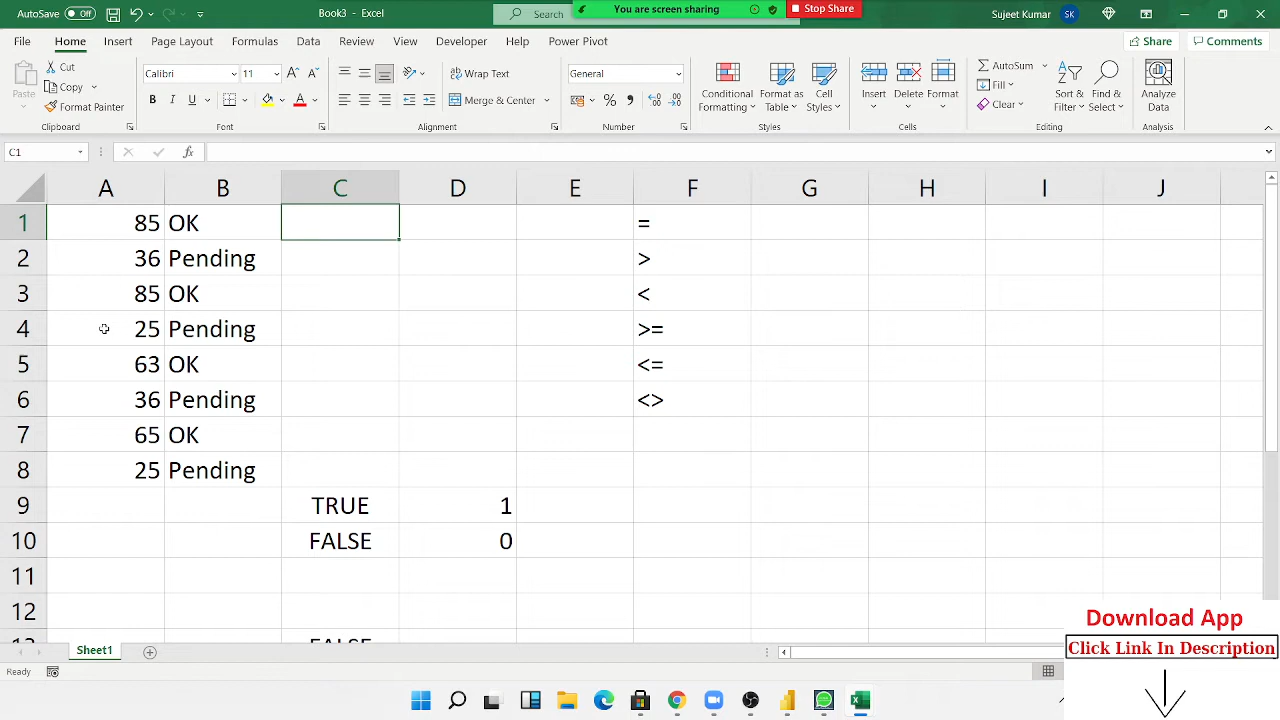 AutoSave Off Book3 - Excel Search You are screen sharing Stop Share Sujeet Kumar SK
File Home Insert Page Layout Formulas Data Review View Developer Help Power Pivot Share Comments
Paste Cut Copy Format Painter Clipboard
Calibri 11 B I U A Font
Wrap Text Merge & Center Alignment
General % , Number
Conditional Formatting Format as Table Cell Styles Styles
Insert Delete Format Cells
AutoSum Fill Clear Sort & Filter Find & Select Editing
Analyze Data Analysis
C1 fx
A B C D E F G H I J
1 85 OK =
2 36 Pending >
3 85 OK <
4 25 Pending >=
5 63 OK <=
6 36 Pending <>
7 65 OK
8 25 Pending
9 TRUE 1
10 FALSE 0
11
12
13 FALSE
Download App
Click Link In Description
Sheet1
Ready